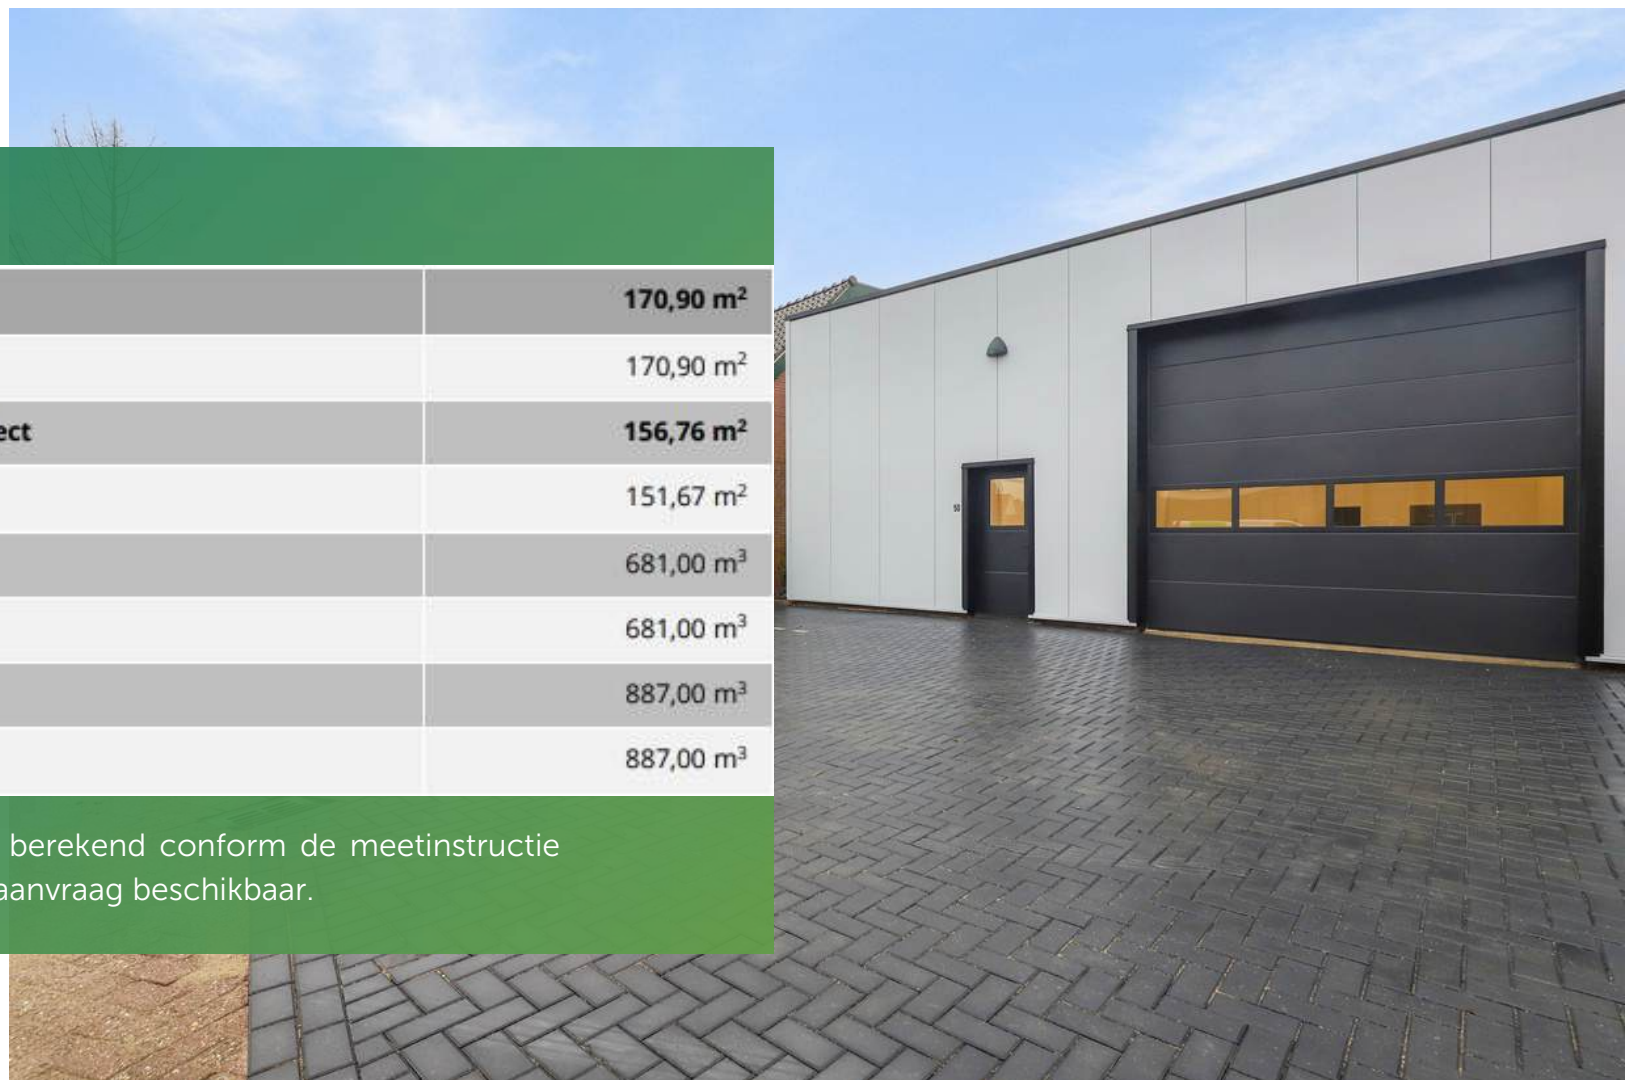 170,90 m²
170,90 m²
ect 156,76 m²
151,67 m²
681,00 m³
681,00 m³
887,00 m³
887,00 m³
berekend conform de meetinstructie
aanvraag beschikbaar.
50